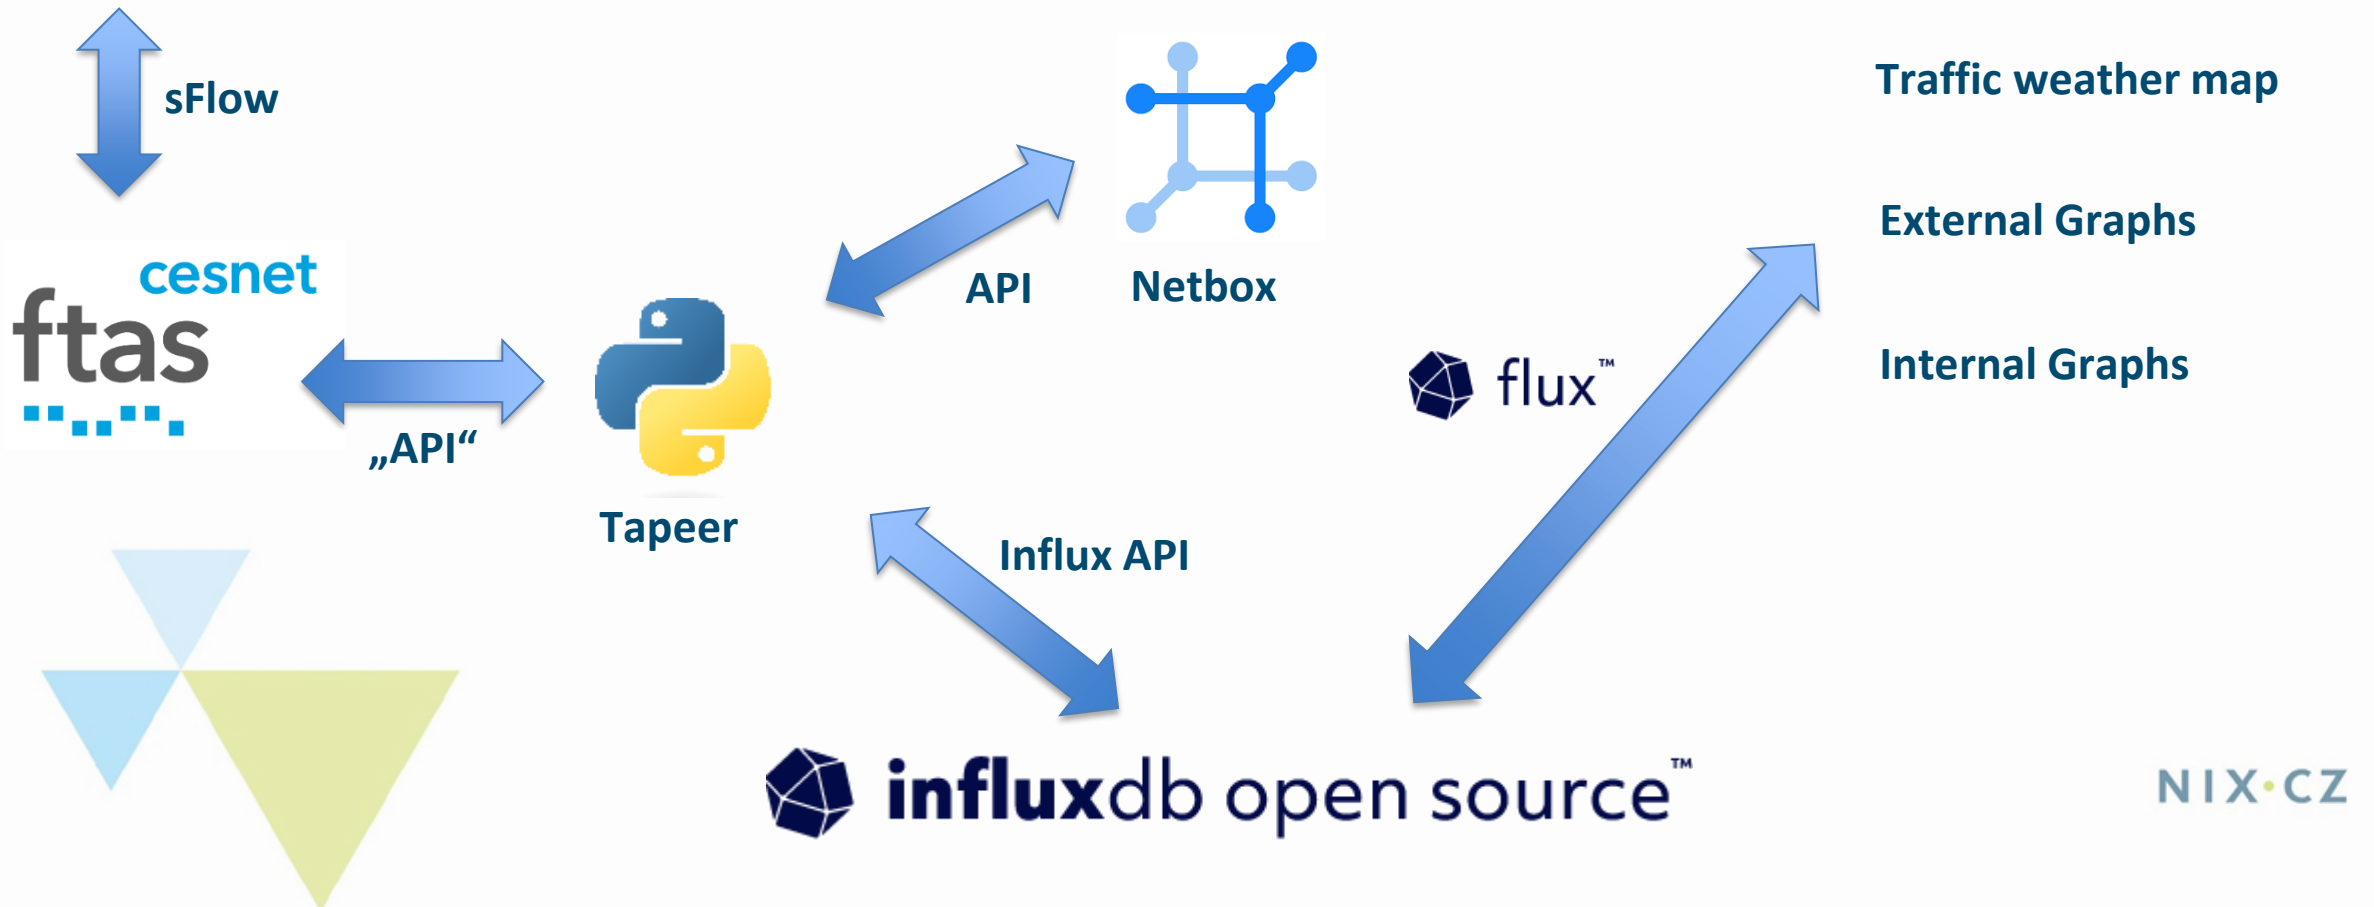 sFlow
cesnet
ftas
„API“
Tapeer
API
Netbox
Influx API
flux™
Traffic weather map
External Graphs
Internal Graphs
influxdb open source™
NIX•CZ